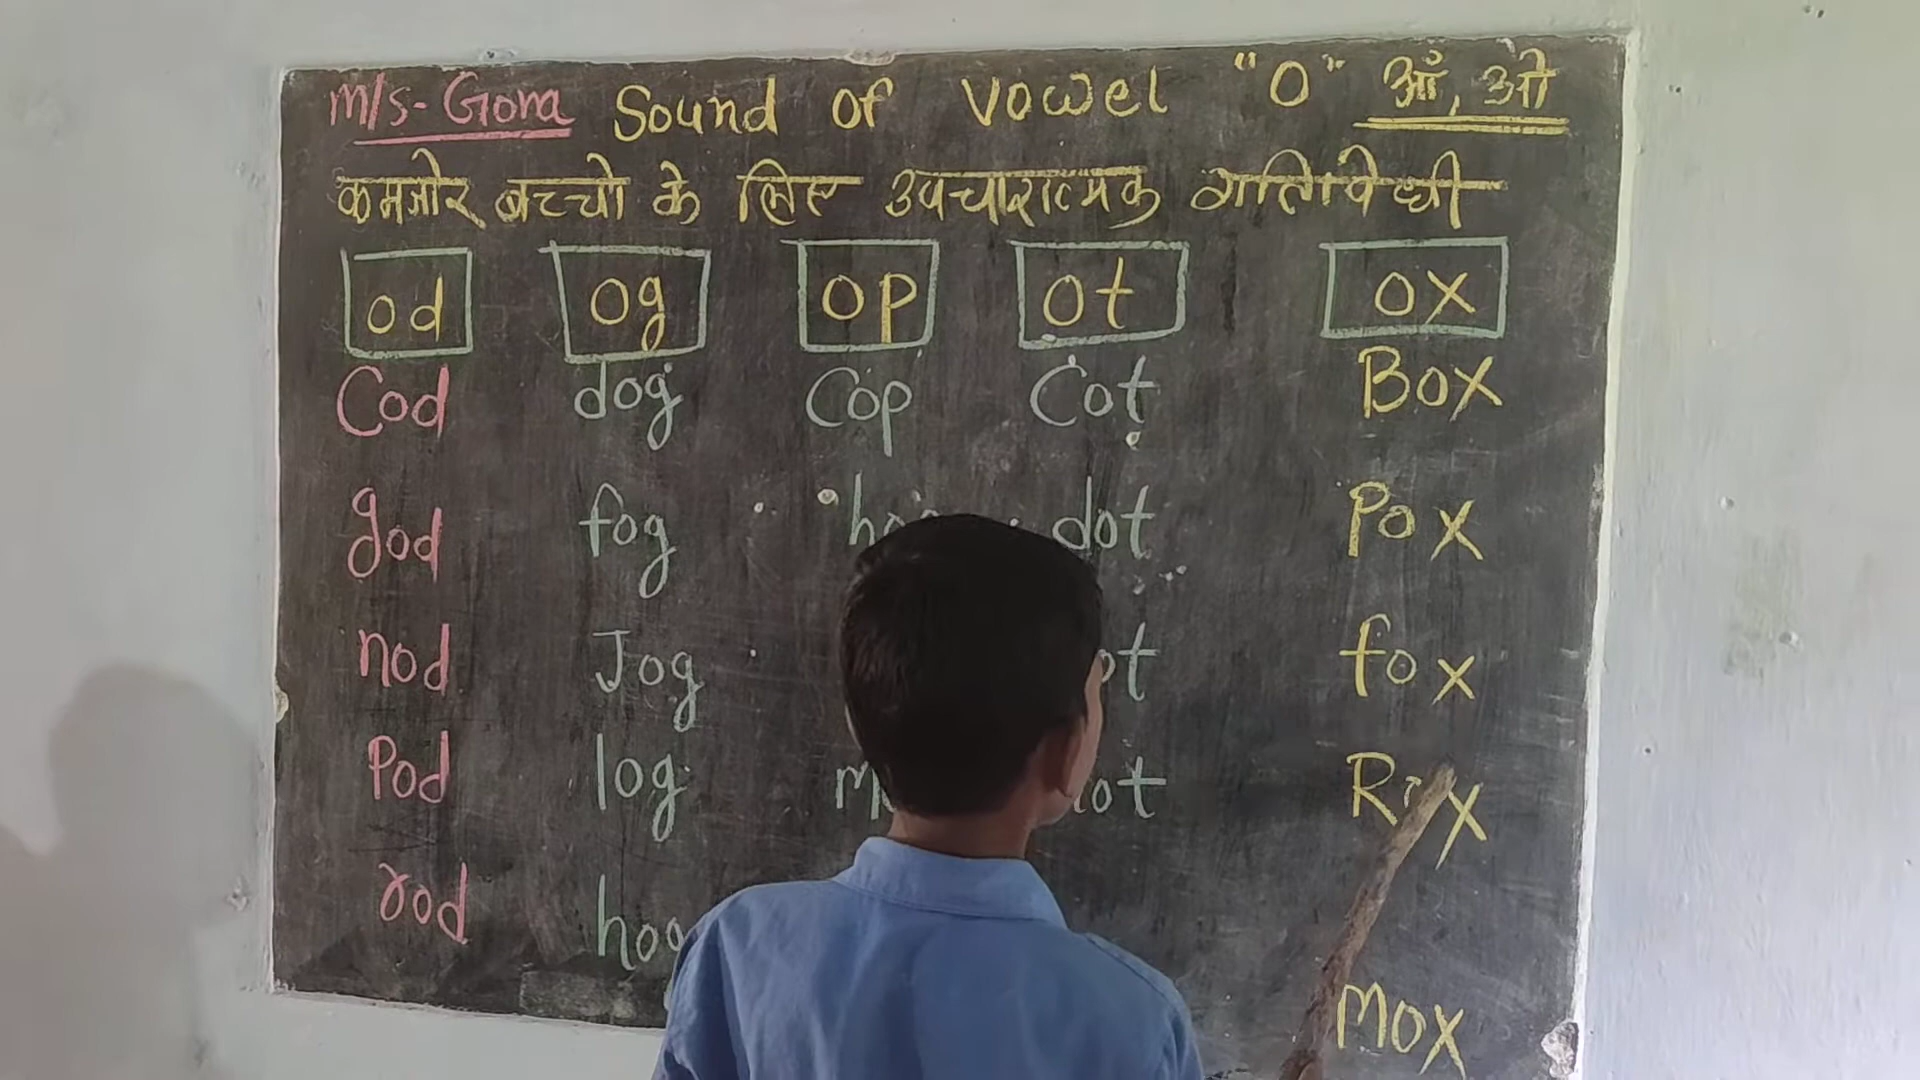 M/S- Gora Sound of Vowel "O" ऑ, ओ
कमजोर बच्चो के लिए उपचारात्मक गतिविधी
od og op ot ox
Cod dog Cop Cot Box
god fog dot Pox
nod Jog fox
Pod log
rod
Mox